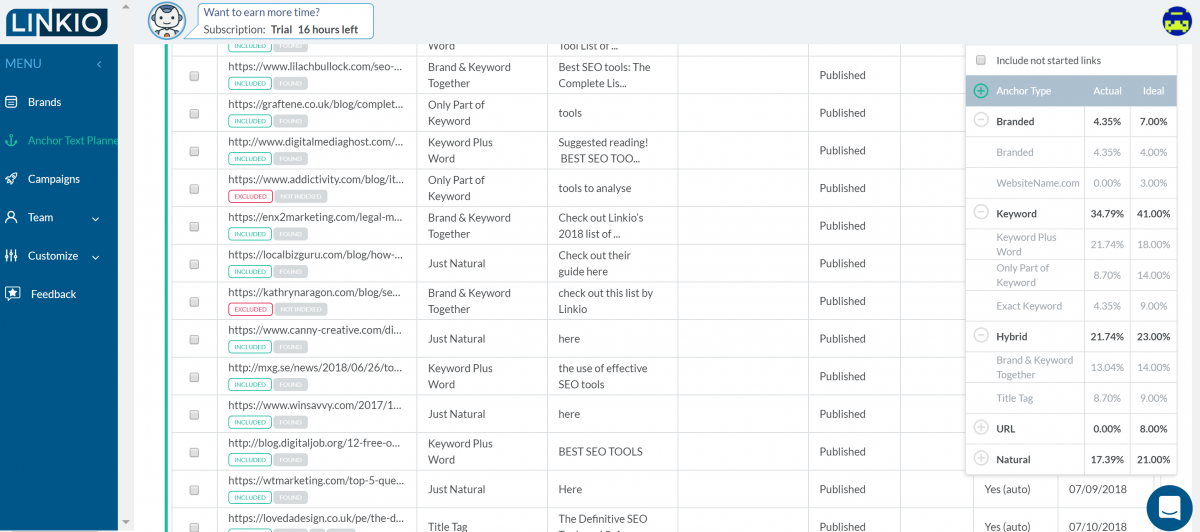 LINKIO
Want to earn more time?
Subscription: Trial 16 hours left
MENU
Brands
Anchor Text Planne
Campaigns
Team
Customize
Feedback
Word
Tool List of ...
INCLUDED FOUND
https://www.lilachbullock.com/seo-...
INCLUDED FOUND
Brand & Keyword
Together
Best SEO tools: The
Complete Lis...
Published
https://graftene.co.uk/blog/complet...
INCLUDED FOUND
Only Part of
Keyword
tools
Published
http://www.digitalmediaghost.com/...
INCLUDED FOUND
Keyword Plus
Word
Suggested reading!
BEST SEO TOO...
Published
https://www.addictivity.com/blog/it...
EXCLUDED NOT INDEXED
Only Part of
Keyword
tools to analyse
Published
https://enx2marketing.com/legal-m...
INCLUDED FOUND
Brand & Keyword
Together
Check out Linkio's
2018 list of ...
Published
https://localbizguru.com/blog/how-...
INCLUDED FOUND
Just Natural
Check out their
guide here
Published
https://kathrynaragon.com/blog/se...
EXCLUDED NOT INDEXED
Brand & Keyword
Together
check out this list by
Linkio
Published
https://www.canny-creative.com/di...
INCLUDED FOUND
Just Natural
here
Published
http://mxg.se/news/2018/06/26/to...
INCLUDED FOUND
Keyword Plus
Word
the use of effective
SEO tools
Published
https://www.winsavvy.com/2017/1...
INCLUDED FOUND
Just Natural
here
Published
http://blog.digitaljob.org/12-free-o...
INCLUDED FOUND
Keyword Plus
Word
BEST SEO TOOLS
Published
https://wtmarketing.com/top-5-que...
INCLUDED FOUND
Just Natural
Here
Published
Yes (auto)
07/09/2018
https://lovedadesign.co.uk/pe/the-d...
Title Tag
The Definitive SEO
Published
Yes (auto)
07/10/2018
Include not started links
Anchor Type Actual Ideal
Branded 4.35% 7.00%
Branded 4.35% 4.00%
WebsiteName.com 0.00% 3.00%
Keyword 34.79% 41.00%
Keyword Plus
Word
21.74% 18.00%
Only Part of
Keyword
8.70% 14.00%
Exact Keyword 4.35% 9.00%
Hybrid 21.74% 23.00%
Brand & Keyword
Together
13.04% 14.00%
Title Tag 8.70% 9.00%
URL 0.00% 8.00%
Natural 17.39% 21.00%